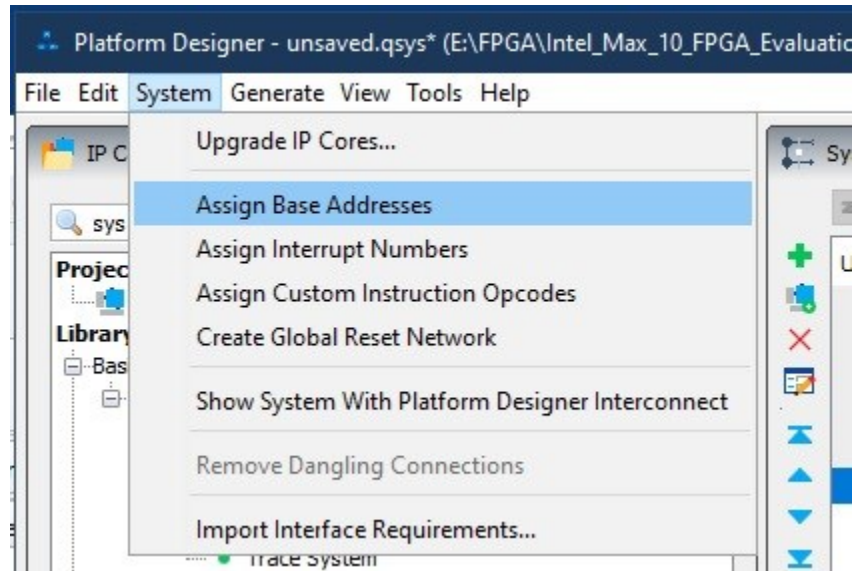 Platform Designer - unsaved.qsys* (E:\FPGA\Intel_Max_10_FPGA_Evaluatic
File Edit System Generate View Tools Help
IP C
Sy
sys
Projec
Library
Bas
Upgrade IP Cores...
Assign Base Addresses
Assign Interrupt Numbers
Assign Custom Instruction Opcodes
Create Global Reset Network
Show System With Platform Designer Interconnect
Remove Dangling Connections
Import Interface Requirements...
Trace System
U